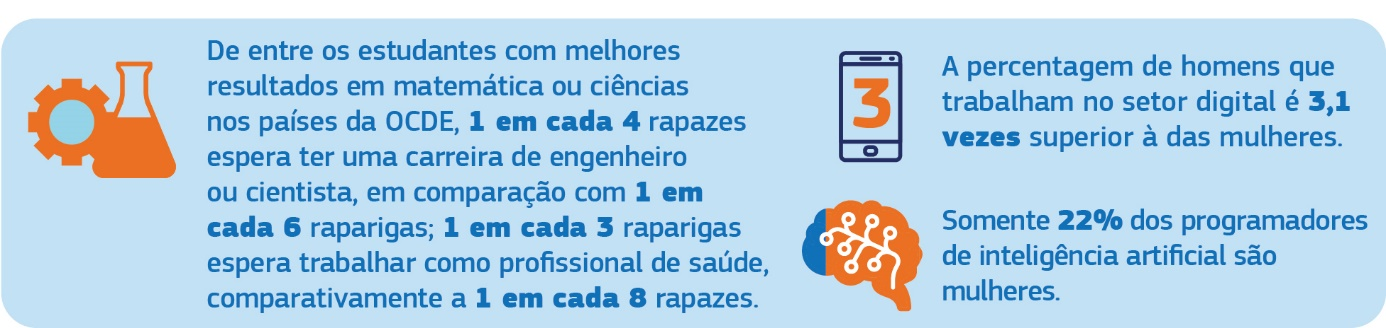 De entre os estudantes com melhores
resultados em matemática ou ciências
nos países da OCDE, 1 em cada 4 rapazes
espera ter uma carreira de engenheiro
ou cientista, em comparação com 1 em
cada 6 raparigas; 1 em cada 3 raparigas
espera trabalhar como profissional de saúde,
comparativamente a 1 em cada 8 rapazes.
3
A percentagem de homens que
trabalham no setor digital é 3,1
vezes superior à das mulheres.
Somente 22% dos programadores
de inteligência artificial são
mulheres.